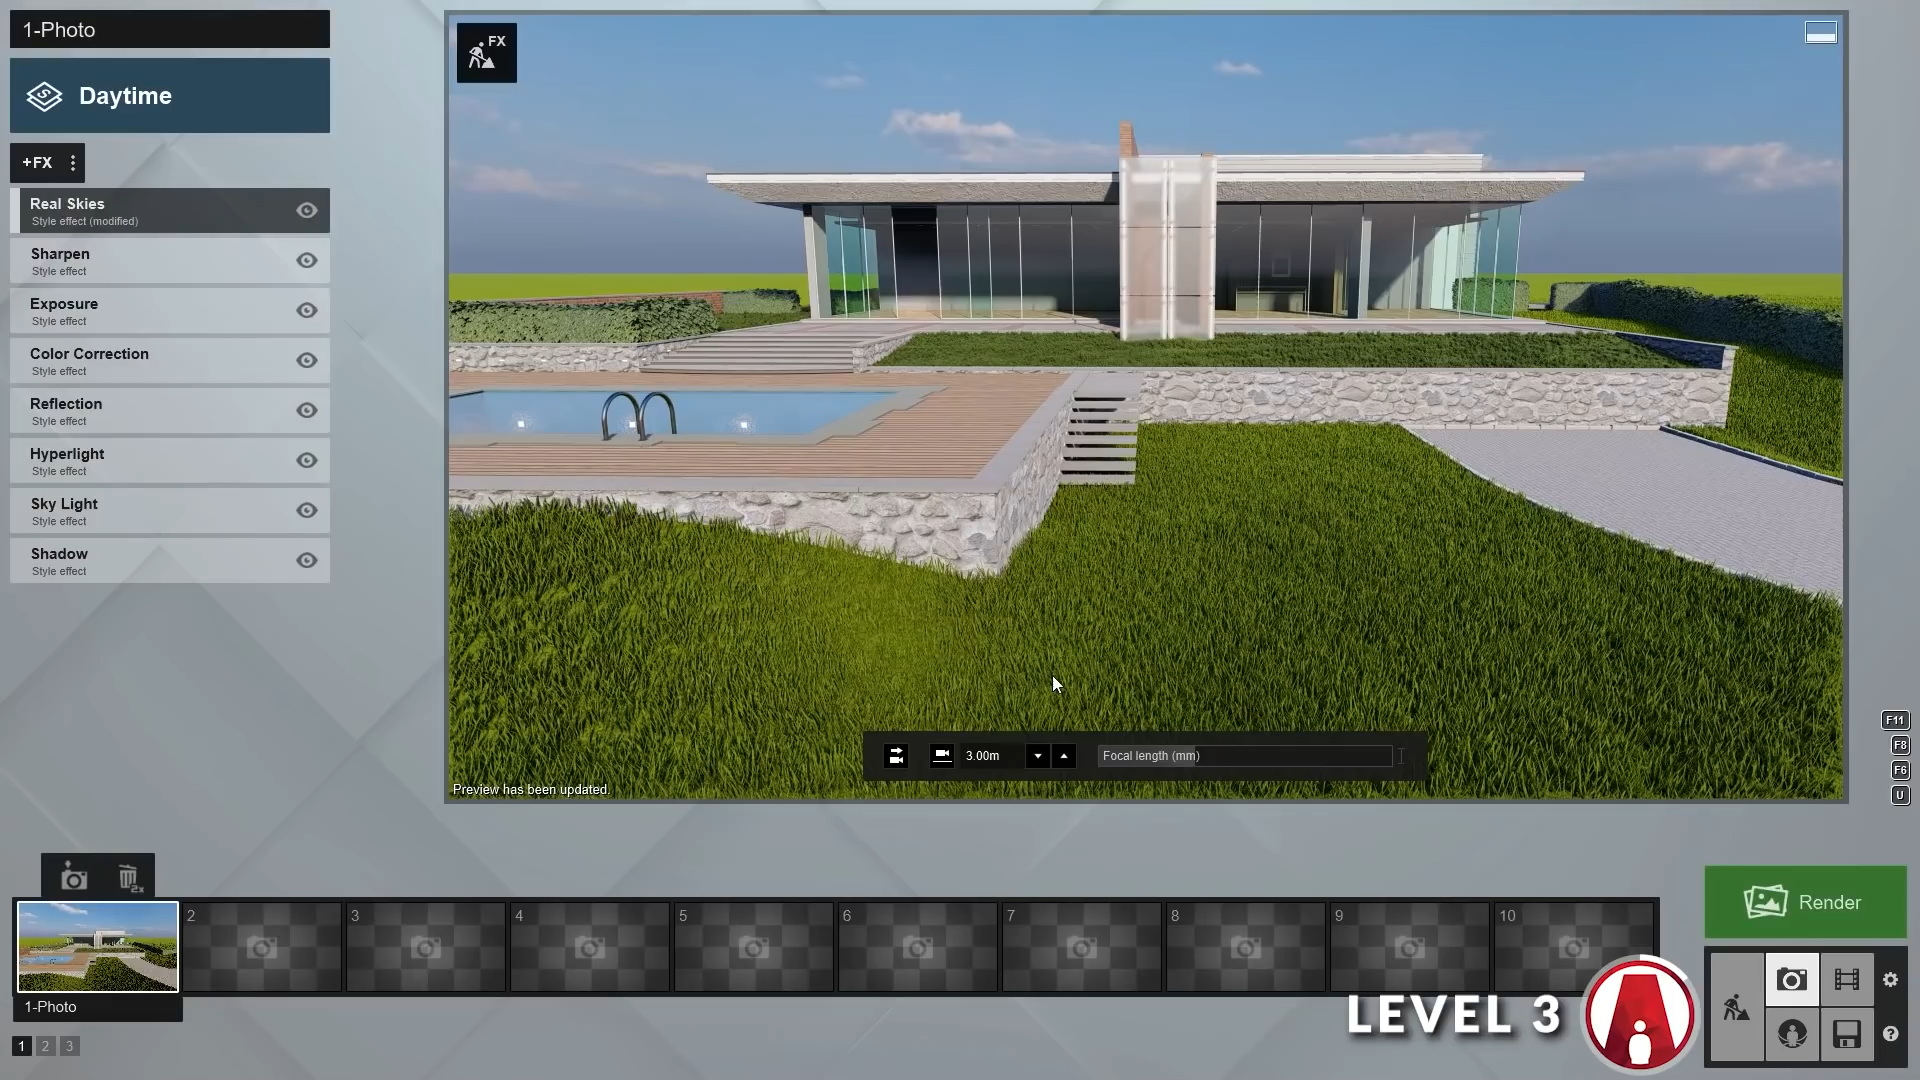 1-Photo
Daytime
+FX
Real Skies
Style effect (modified)
Sharpen
Style effect
Exposure
Style effect
Color Correction
Style effect
Reflection
Style effect
Hyperlight
Style effect
Sky Light
Style effect
Shadow
Style effect
FX
3.00m
Focal length (mm)
Preview has been updated.
F11
F8
F6
U
2x
2
3
4
5
6
7
8
9
10
1-Photo
1 2 3
Render
LEVEL 3
?